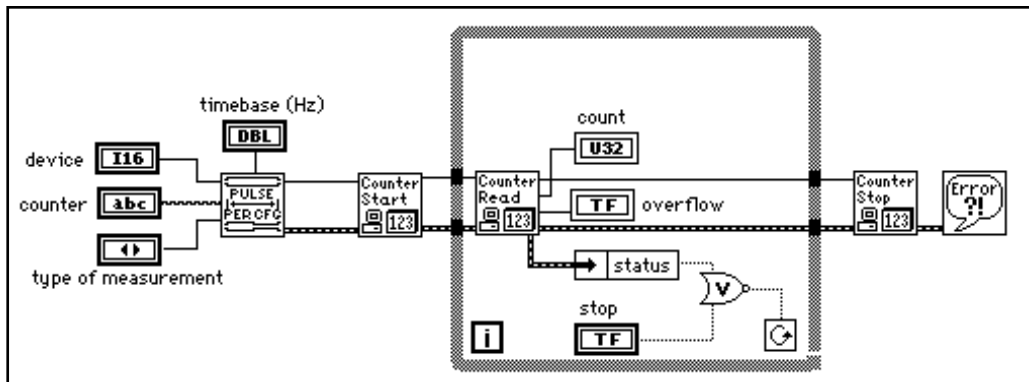 timebase (Hz)
DBL
device
I16
counter
abc
type of measurement
PULSE
PER CFG
Counter
Start
123
Counter
Read
123
count
U32
TF
overflow
status
stop
TF
i
V
Counter
Stop
123
Error
?!